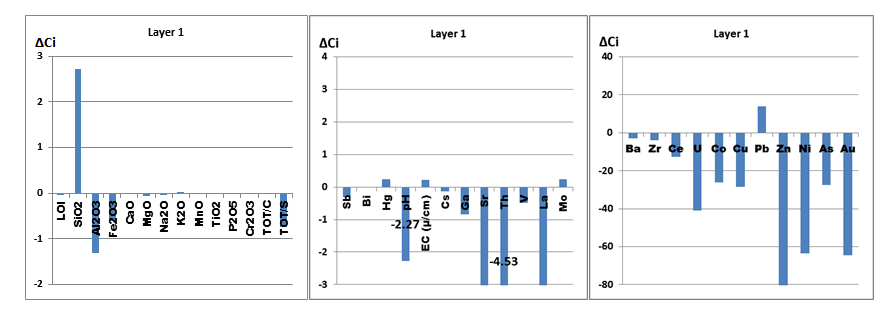 Layer 1
ΔCi
3
2
1
0
-1
-2
LOI
SiO2
Al2O3
Fe2O3
CaO
MgO
Na2O
K2O
MnO
TiO2
P2O5
Cr2O3
TOT/C
TOT/S
Layer 1
ΔCi
4
3
2
1
0
-1
-2
-3
Sb
Bi
Hg
pH
EC (µ/cm)
Cs
Ga
Sr
Th
V
La
Mo
-2.27
-4.53
Layer 1
ΔCi
40
20
0
-20
-40
-60
-80
Ba
Zr
Ce
U
Co
Cu
Pb
Zn
Ni
As
Au